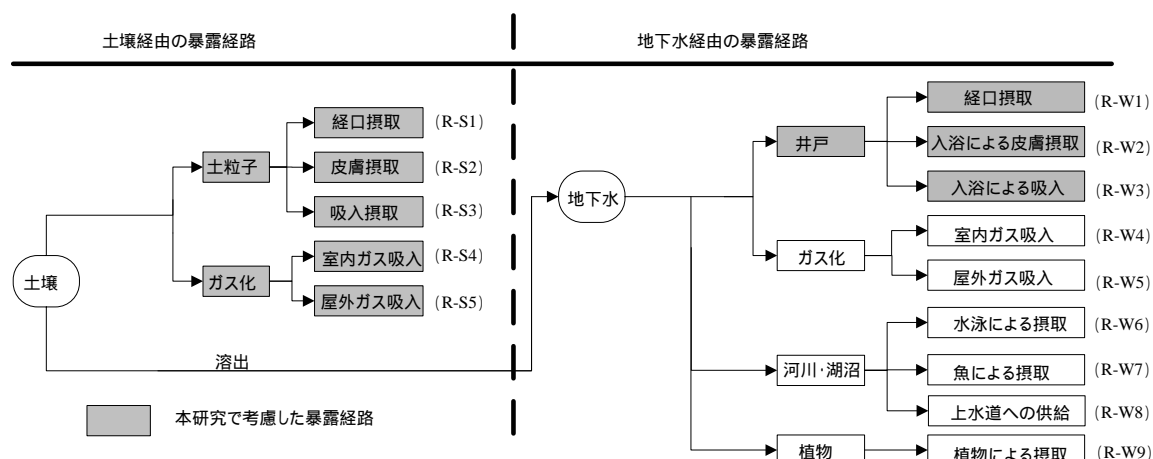 土壌経由の暴露経路
地下水経由の暴露経路
経口摂取 (R-S1)
皮膚摂取 (R-S2)
土粒子
吸入摂取 (R-S3)
室内ガス吸入 (R-S4)
ガス化
屋外ガス吸入 (R-S5)
土壌
溶出
本研究で考慮した暴露経路
地下水
井戸
経口摂取 (R-W1)
入浴による皮膚摂取 (R-W2)
入浴による吸入 (R-W3)
ガス化
室内ガス吸入 (R-W4)
屋外ガス吸入 (R-W5)
河川・湖沼
水泳による摂取 (R-W6)
魚による摂取 (R-W7)
上水道への供給 (R-W8)
植物
植物による摂取 (R-W9)